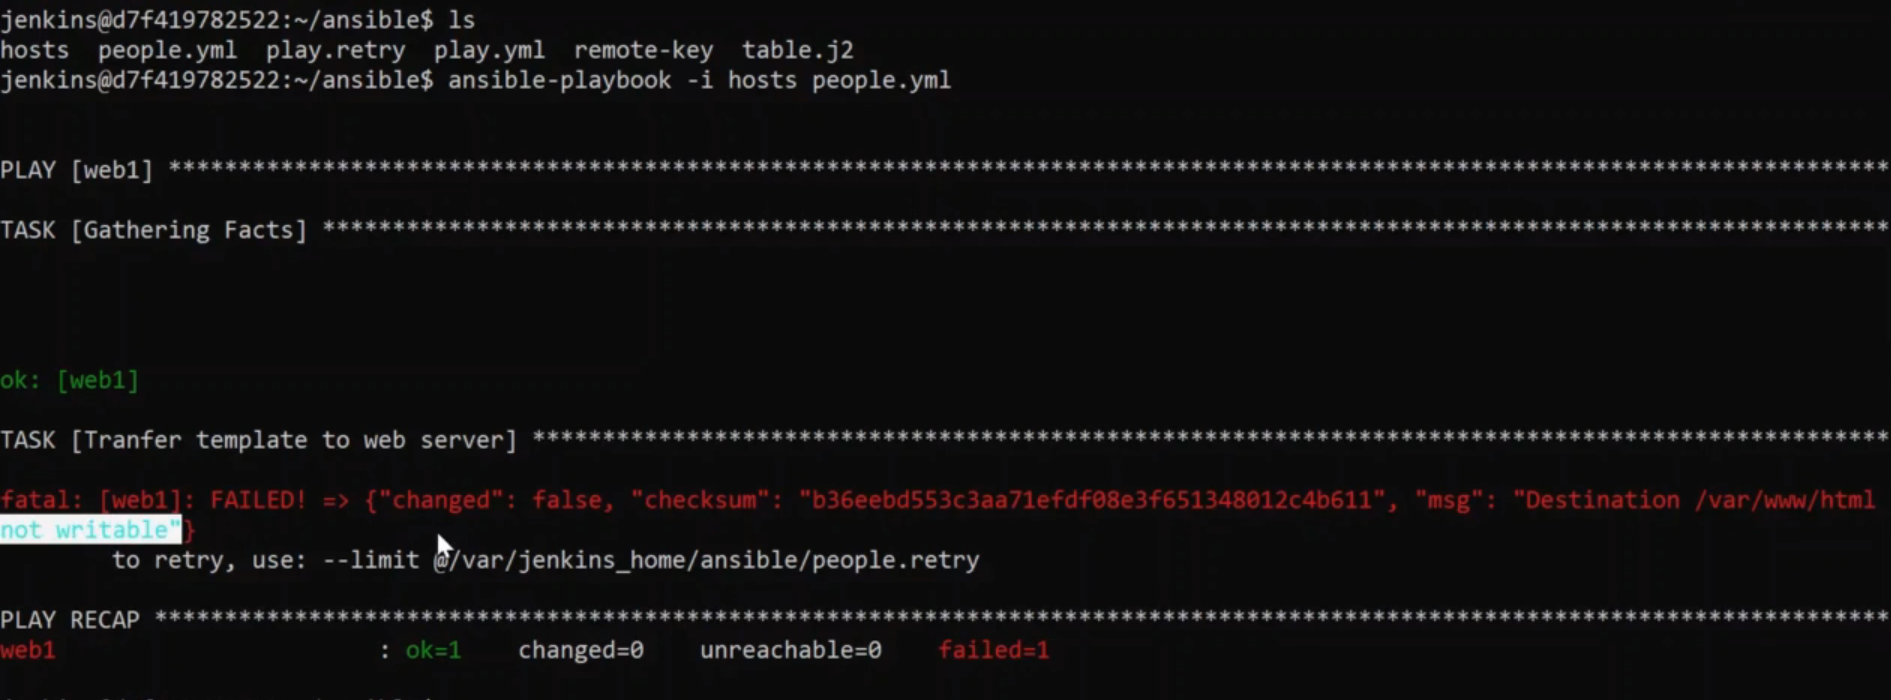 jenkins@d7f419782522:~/ansible$ ls
hosts  people.yml  play.retry  play.yml  remote-key  table.j2
jenkins@d7f419782522:~/ansible$ ansible-playbook -i hosts people.yml
PLAY [web1] ******************************************************************************************************************************
TASK [Gathering Facts] ****************************************************************************************************************
ok: [web1]
TASK [Tranfer template to web server] *************************************************************************************************
fatal: [web1]: FAILED! => {"changed": false, "checksum": "b36eebd553c3aa71efdf08e3f651348012c4b611", "msg": "Destination /var/www/html
not writable"}
        to retry, use: --limit @/var/jenkins_home/ansible/people.retry
PLAY RECAP ****************************************************************************************************************************
web1                       : ok=1    changed=0    unreachable=0    failed=1